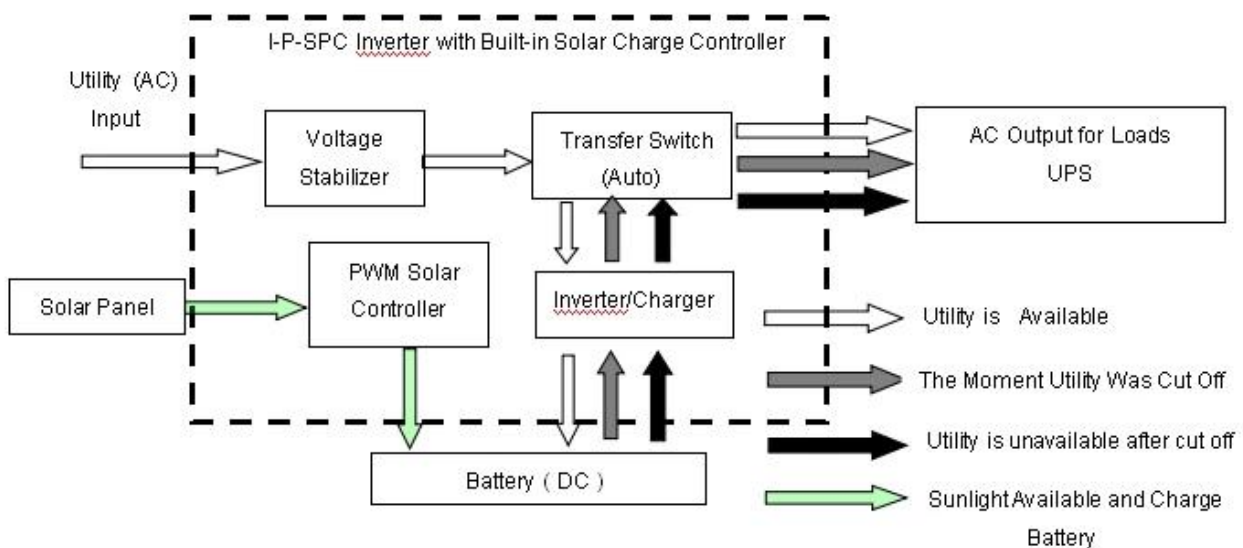 I-P-SPC Inverter with Built-in Solar Charge Controller
Utility (AC)
Input
Voltage
Stabilizer
Transfer Switch
(Auto)
AC Output for Loads
UPS
PWM Solar
Controller
Solar Panel
Inverter/Charger
Battery ( DC )
Utility is Available
The Moment Utility Was Cut Off
Utility is unavailable after cut off
Sunlight Available and Charge
Battery